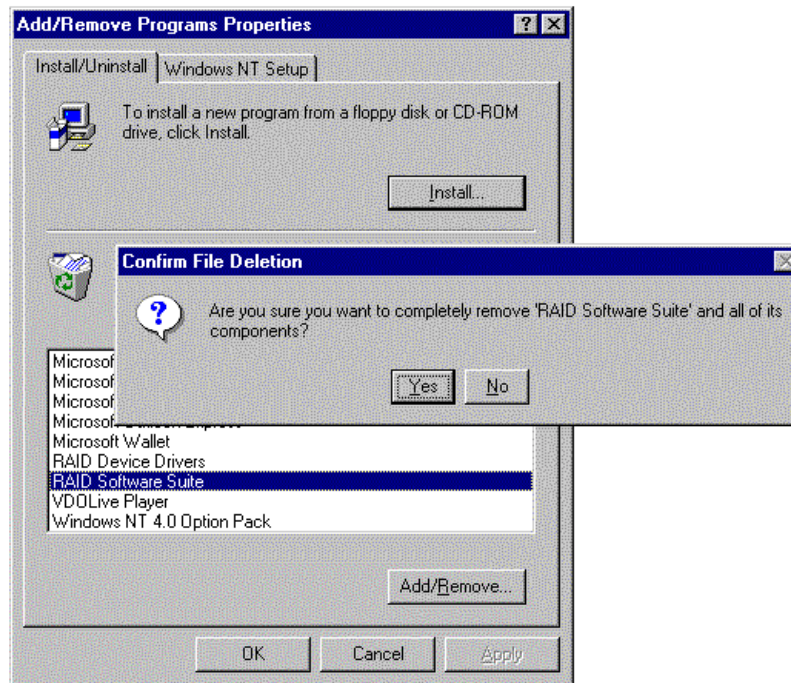 Add/Remove Programs Properties
Install/Uninstall
Windows NT Setup
To install a new program from a floppy disk or CD-ROM
drive, click Install.
Install...
Confirm File Deletion
Are you sure you want to completely remove 'RAID Software Suite' and all of its
components?
Yes
No
Microsoft
Microsoft Wallet
RAID Device Drivers
RAID Software Suite
VDOLive Player
Windows NT 4.0 Option Pack
Add/Remove...
OK
Cancel
Apply